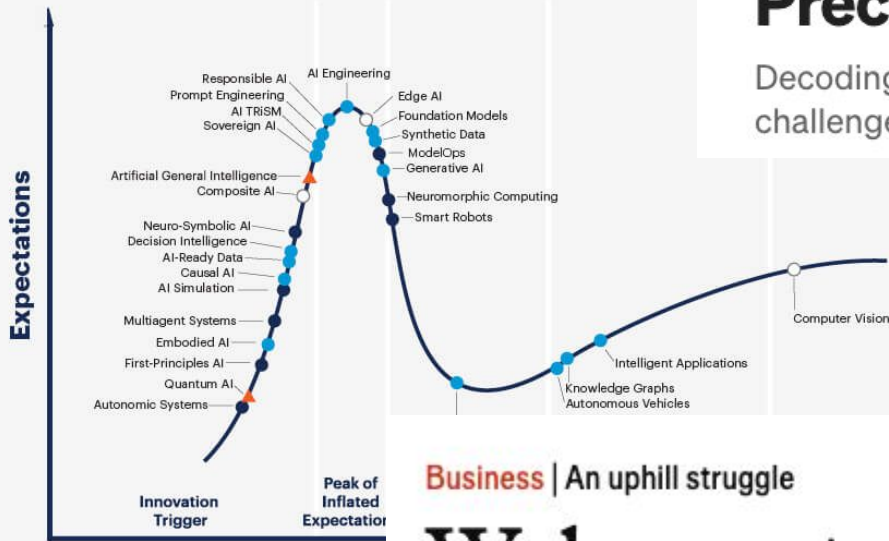 Prec
Decoding
challenge
Expectations
AI Engineering
Responsible AI
Prompt Engineering
AI TRiSM
Sovereign AI
Artificial General Intelligence
Composite AI
Neuro-Symbolic AI
Decision Intelligence
AI-Ready Data
Causal AI
AI Simulation
Multiagent Systems
Embodied AI
First-Principles AI
Quantum AI
Autonomic Systems
Edge AI
Foundation Models
Synthetic Data
ModelOps
Generative AI
Neuromorphic Computing
Smart Robots
Computer Vision
Intelligent Applications
Knowledge Graphs
Autonomous Vehicles
Innovation
Trigger
Peak of
Inflated
Expectation
Business | An uphill struggle